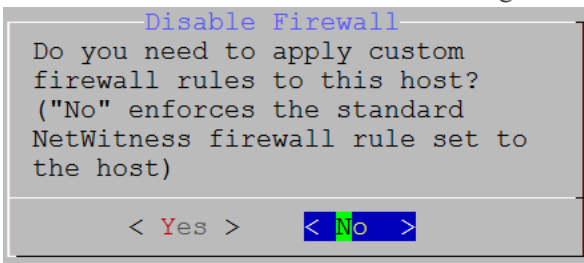 Disable Firewall
Do you need to apply custom
firewall rules to this host?
("No" enforces the standard
NetWitness firewall rule set to
the host)
< Yes > < No >